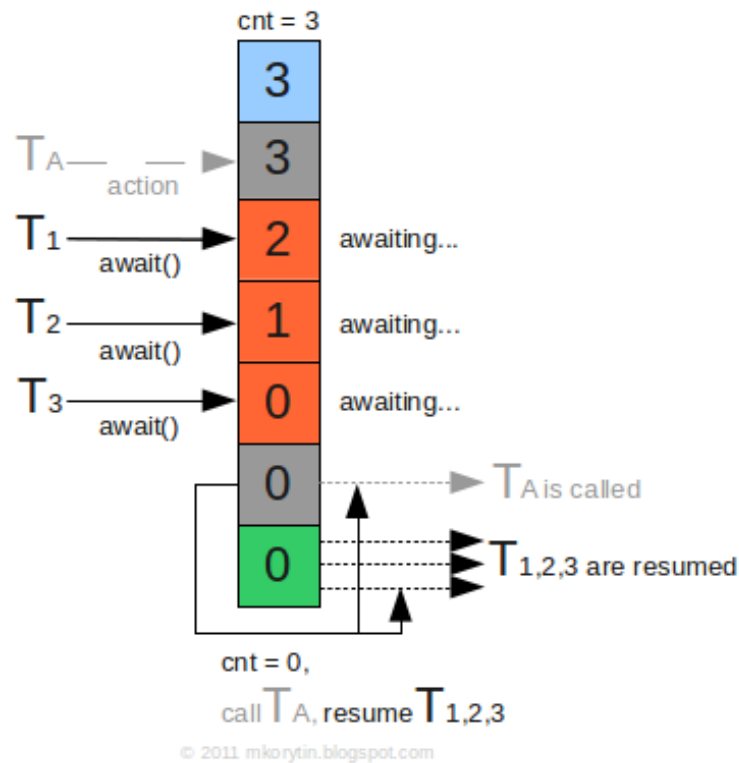 cnt = 3
3
TA
action
3
T1
await()
2
awaiting...
T2
await()
1
awaiting...
T3
await()
0
awaiting...
0
TA is called
0
T1,2,3 are resumed
cnt = 0,
call TA, resume T1,2,3
© 2011 mkorytin.blogspot.com